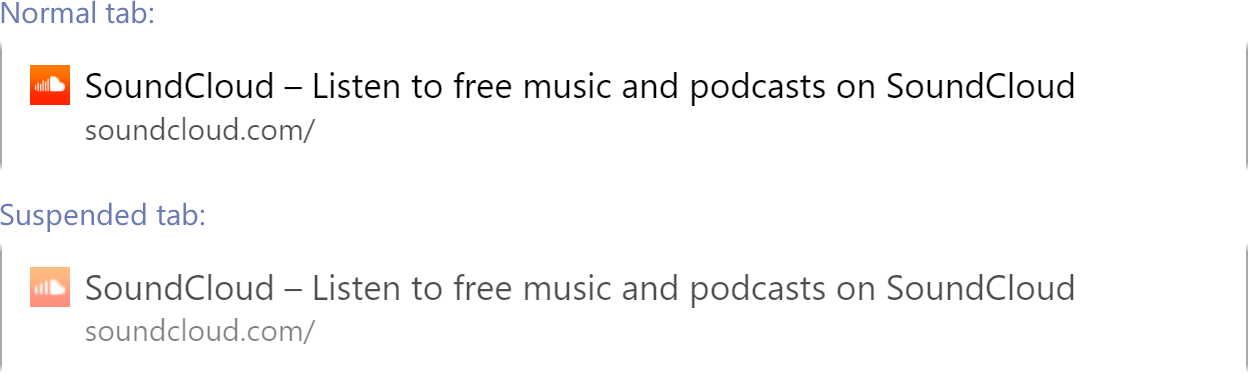 Normal tab:
SoundCloud – Listen to free music and podcasts on SoundCloud
soundcloud.com/
Suspended tab:
SoundCloud – Listen to free music and podcasts on SoundCloud
soundcloud.com/